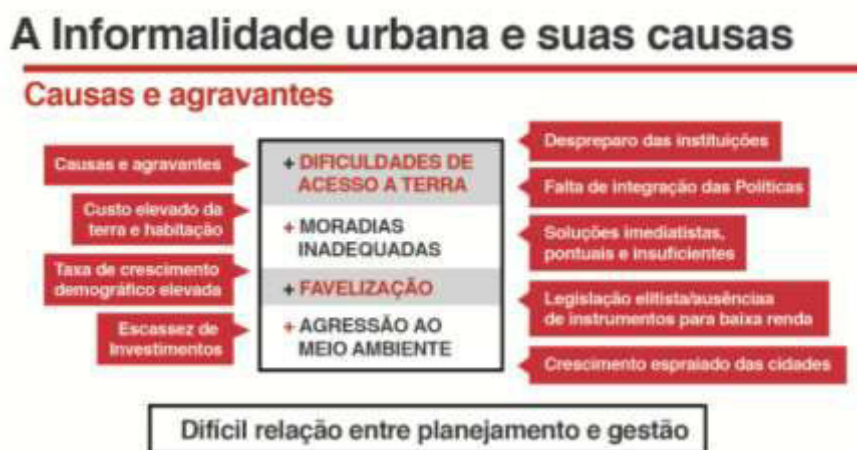 A Informalidade urbana e suas causas
Causas e agravantes
Causas e agravantes
Custo elevado da
terra e habitação
Taxa de crescimento
demográfico elevada
Escassez de
Investimentos
+ DIFICULDADES DE
ACESSO A TERRA
+ MORADIAS
INADEQUADAS
+ FAVELIZAÇÃO
+ AGRESSÃO AO
MEIO AMBIENTE
Despreparo das instituições
Falta de integração das Políticas
Soluções imediatistas,
pontuais e insuficientes
Legislação elitista/ausênciaa
de instrumentos para baixa renda
Crescimento espraiado das cidades
Difícil relação entre planejamento e gestão